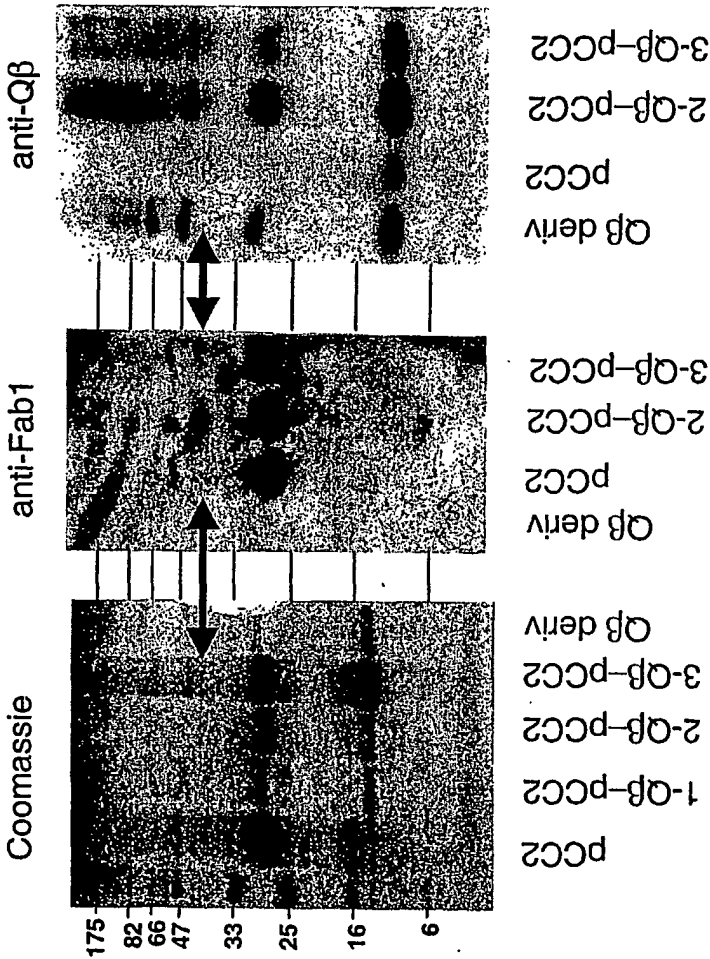 Coomassie
anti-Fab1
anti-Qβ
175
82
66
47
33
25
16
6
pCC2
1-Qβ–pCC2
2-Qβ–pCC2
3-Qβ–pCC2
Qβ deriv
Qβ deriv
pCC2
2-Qβ–pCC2
3-Qβ–pCC2
Qβ deriv
pCC2
2-Qβ–pCC2
3-Qβ–pCC2